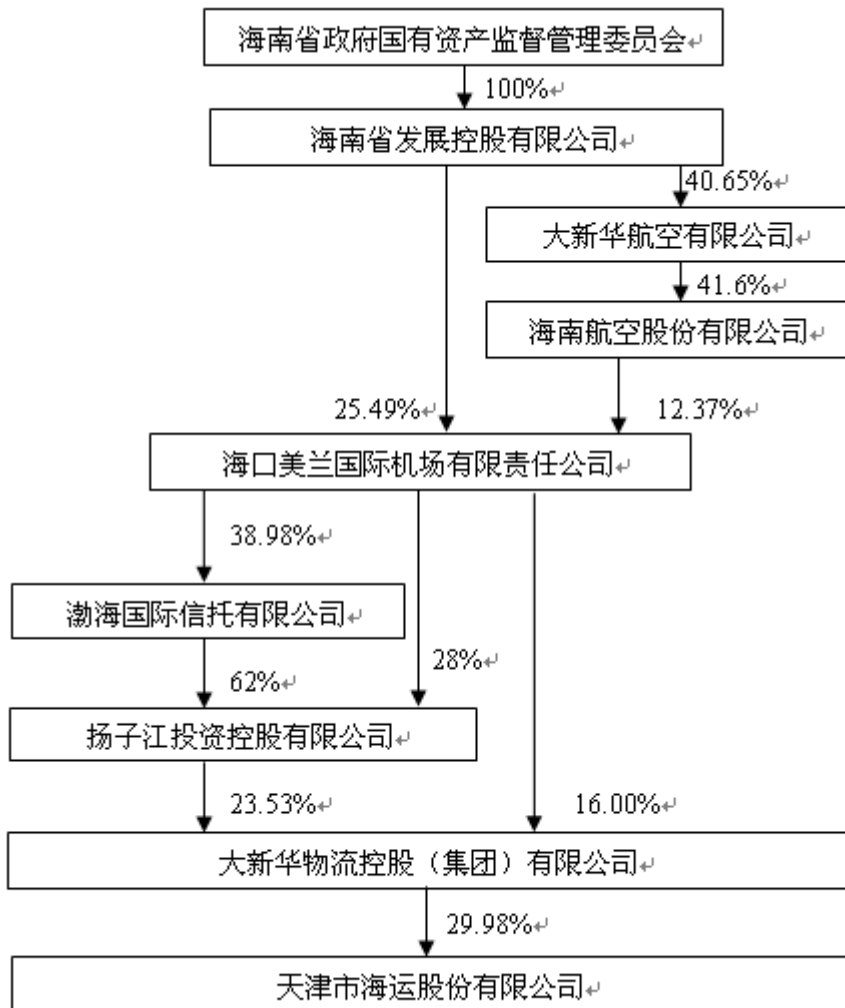 海南省政府国有资产监督管理委员会↵
100%↵
海南省发展控股有限公司↵
40.65%↵
大新华航空有限公司↵
41.6%↵
海南航空股份有限公司↵
25.49%↵
12.37%↵
海口美兰国际机场有限责任公司↵
38.98%↵
渤海国际信托有限公司↵
28%↵
62%↵
扬子江投资控股有限公司↵
23.53%↵
16.00%↵
大新华物流控股（集团）有限公司↵
29.98%↵
天津市海运股份有限公司↵